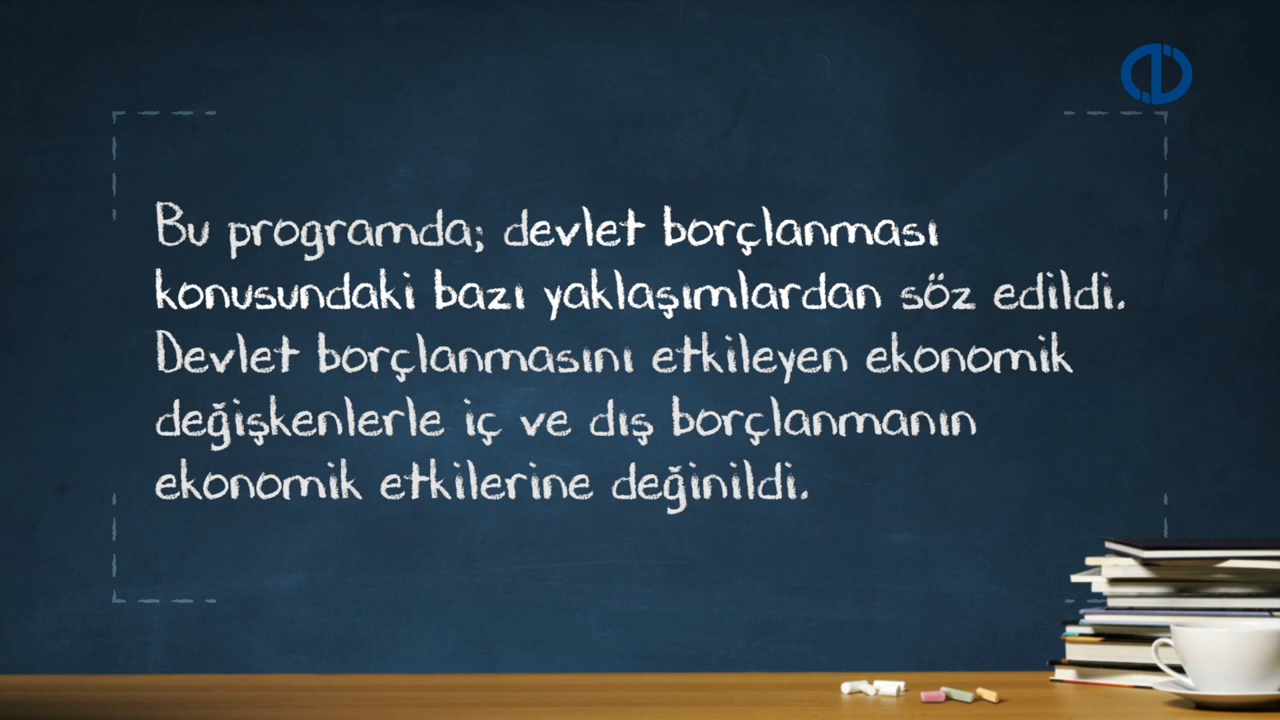 Bu programda; devlet borçlanması
konusundaki bazı yaklaşımlardan söz edildi.
Devlet borçlanmasını etkileyen ekonomik
değişkenlerle iç ve dış borçlanmanın
ekonomik etkilerine değinildi.